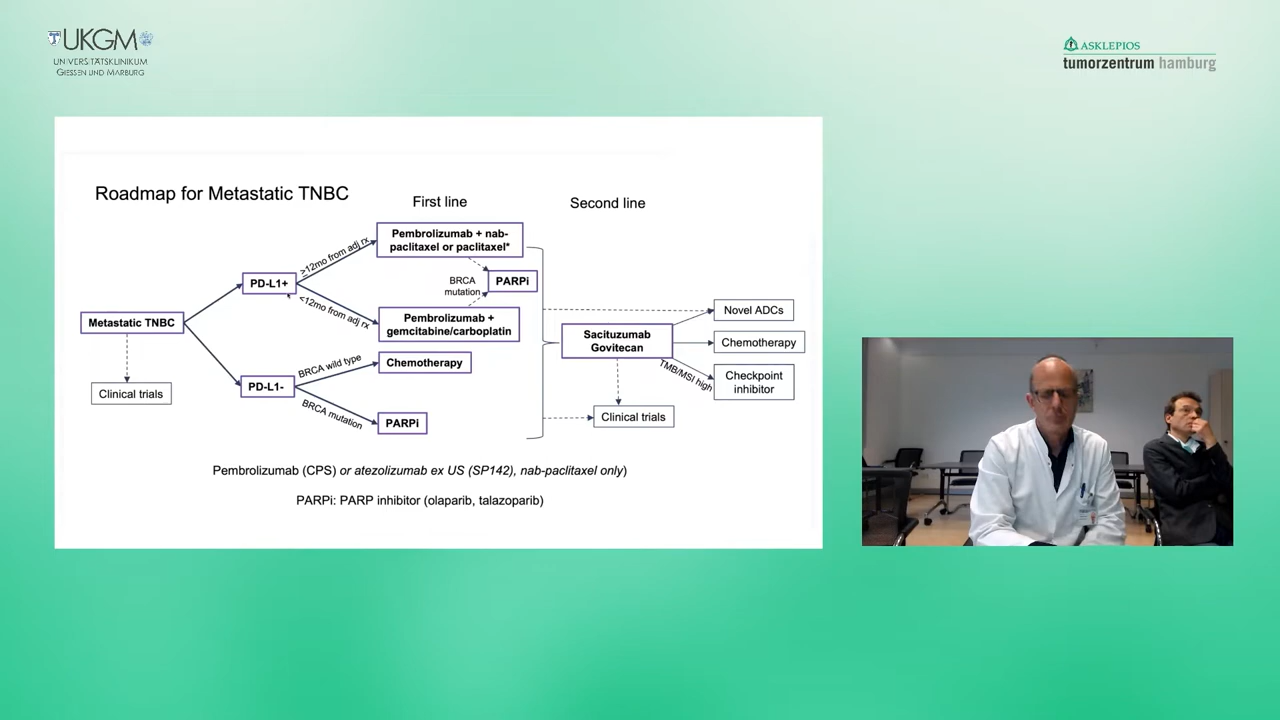 UKGM
UNIVERSITÄTSKLINIKUM
GIESSEN UND MARBURG
ASKLEPIOS
tumorzentrum hamburg
Roadmap for Metastatic TNBC
First line
Second line
Pembrolizumab + nab-
paclitaxel or paclitaxel*
>12mo from adj rx
PD-L1+
BRCA
mutation
PARPi
<12mo from adj rx
Pembrolizumab +
gemcitabine/carboplatin
Metastatic TNBC
Clinical trials
BRCA wild type
Chemotherapy
PD-L1-
BRCA mutation
PARPi
Sacituzumab
Govitecan
Novel ADCs
Chemotherapy
TMB/MSI high
Checkpoint
inhibitor
Clinical trials
Pembrolizumab (CPS) or atezolizumab ex US (SP142), nab-paclitaxel only)
PARPi: PARP inhibitor (olaparib, talazoparib)